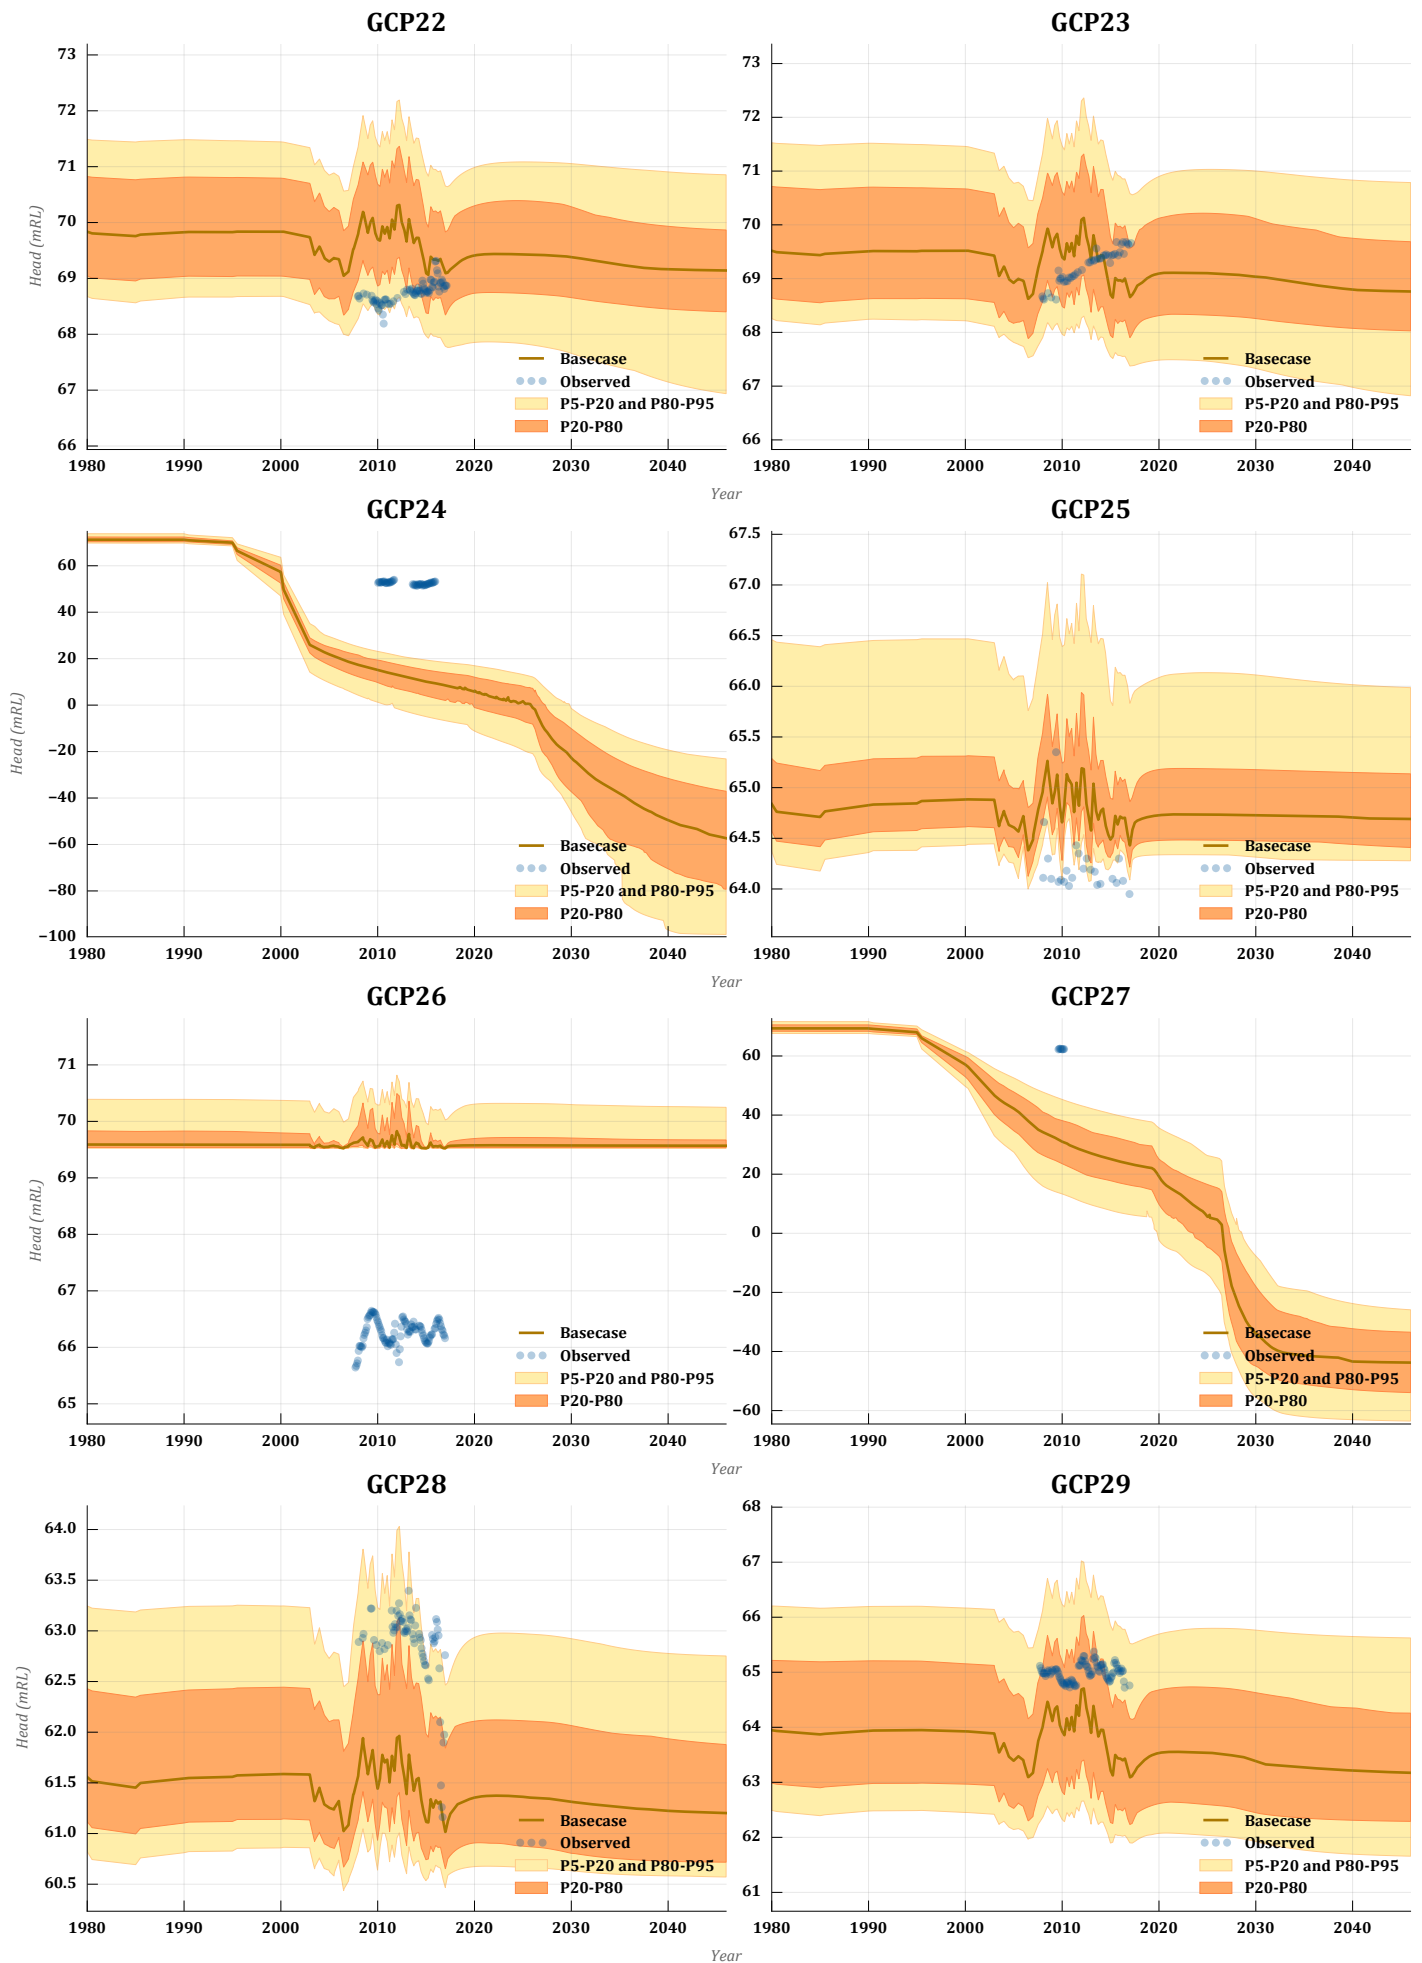 GCP22
GCP23
73
72
71
70
69
68
67
66
Head (mRL)
Basecase
Observed
P5-P20 and P80-P95
P20-P80
1980 1990 2000 2010 2020 2030 2040
73
72
71
70
69
68
67
66
Basecase
Observed
P5-P20 and P80-P95
P20-P80
1980 1990 2000 2010 2020 2030 2040
Year
GCP24
GCP25
60
40
20
0
−20
−40
−60
−80
−100
Head (mRL)
Basecase
Observed
P5-P20 and P80-P95
P20-P80
1980 1990 2000 2010 2020 2030 2040
67.5
67.0
66.5
66.0
65.5
65.0
64.5
64.0
Basecase
Observed
P5-P20 and P80-P95
P20-P80
1980 1990 2000 2010 2020 2030 2040
Year
GCP26
GCP27
71
70
69
68
67
66
65
Head (mRL)
Basecase
Observed
P5-P20 and P80-P95
P20-P80
1980 1990 2000 2010 2020 2030 2040
60
40
20
0
−20
−40
−60
Basecase
Observed
P5-P20 and P80-P95
P20-P80
1980 1990 2000 2010 2020 2030 2040
Year
GCP28
GCP29
64.0
63.5
63.0
62.5
62.0
61.5
61.0
60.5
Head (mRL)
Basecase
Observed
P5-P20 and P80-P95
P20-P80
1980 1990 2000 2010 2020 2030 2040
68
67
66
65
64
63
62
61
Basecase
Observed
P5-P20 and P80-P95
P20-P80
1980 1990 2000 2010 2020 2030 2040
Year